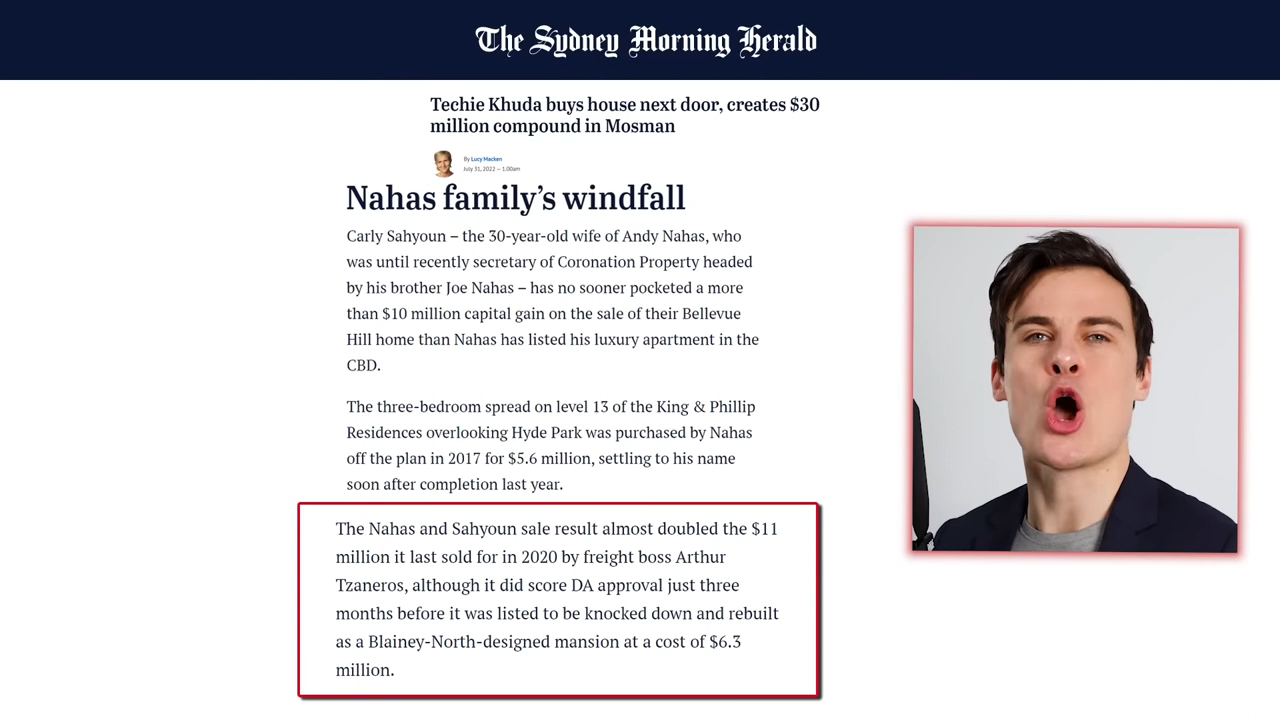 The Sydney Morning Herald
Techie Khuda buys house next door, creates $30
million compound in Mosman
By Lucy Macken
July 31, 2022 – 1.00am
Nahas family’s windfall
Carly Sahyoun – the 30-year-old wife of Andy Nahas, who
was until recently secretary of Coronation Property headed
by his brother Joe Nahas – has no sooner pocketed a more
than $10 million capital gain on the sale of their Bellevue
Hill home than Nahas has listed his luxury apartment in the
CBD.
The three-bedroom spread on level 13 of the King & Phillip
Residences overlooking Hyde Park was purchased by Nahas
off the plan in 2017 for $5.6 million, settling to his name
soon after completion last year.
The Nahas and Sahyoun sale result almost doubled the $11
million it last sold for in 2020 by freight boss Arthur
Tzaneros, although it did score DA approval just three
months before it was listed to be knocked down and rebuilt
as a Blainey-North-designed mansion at a cost of $6.3
million.